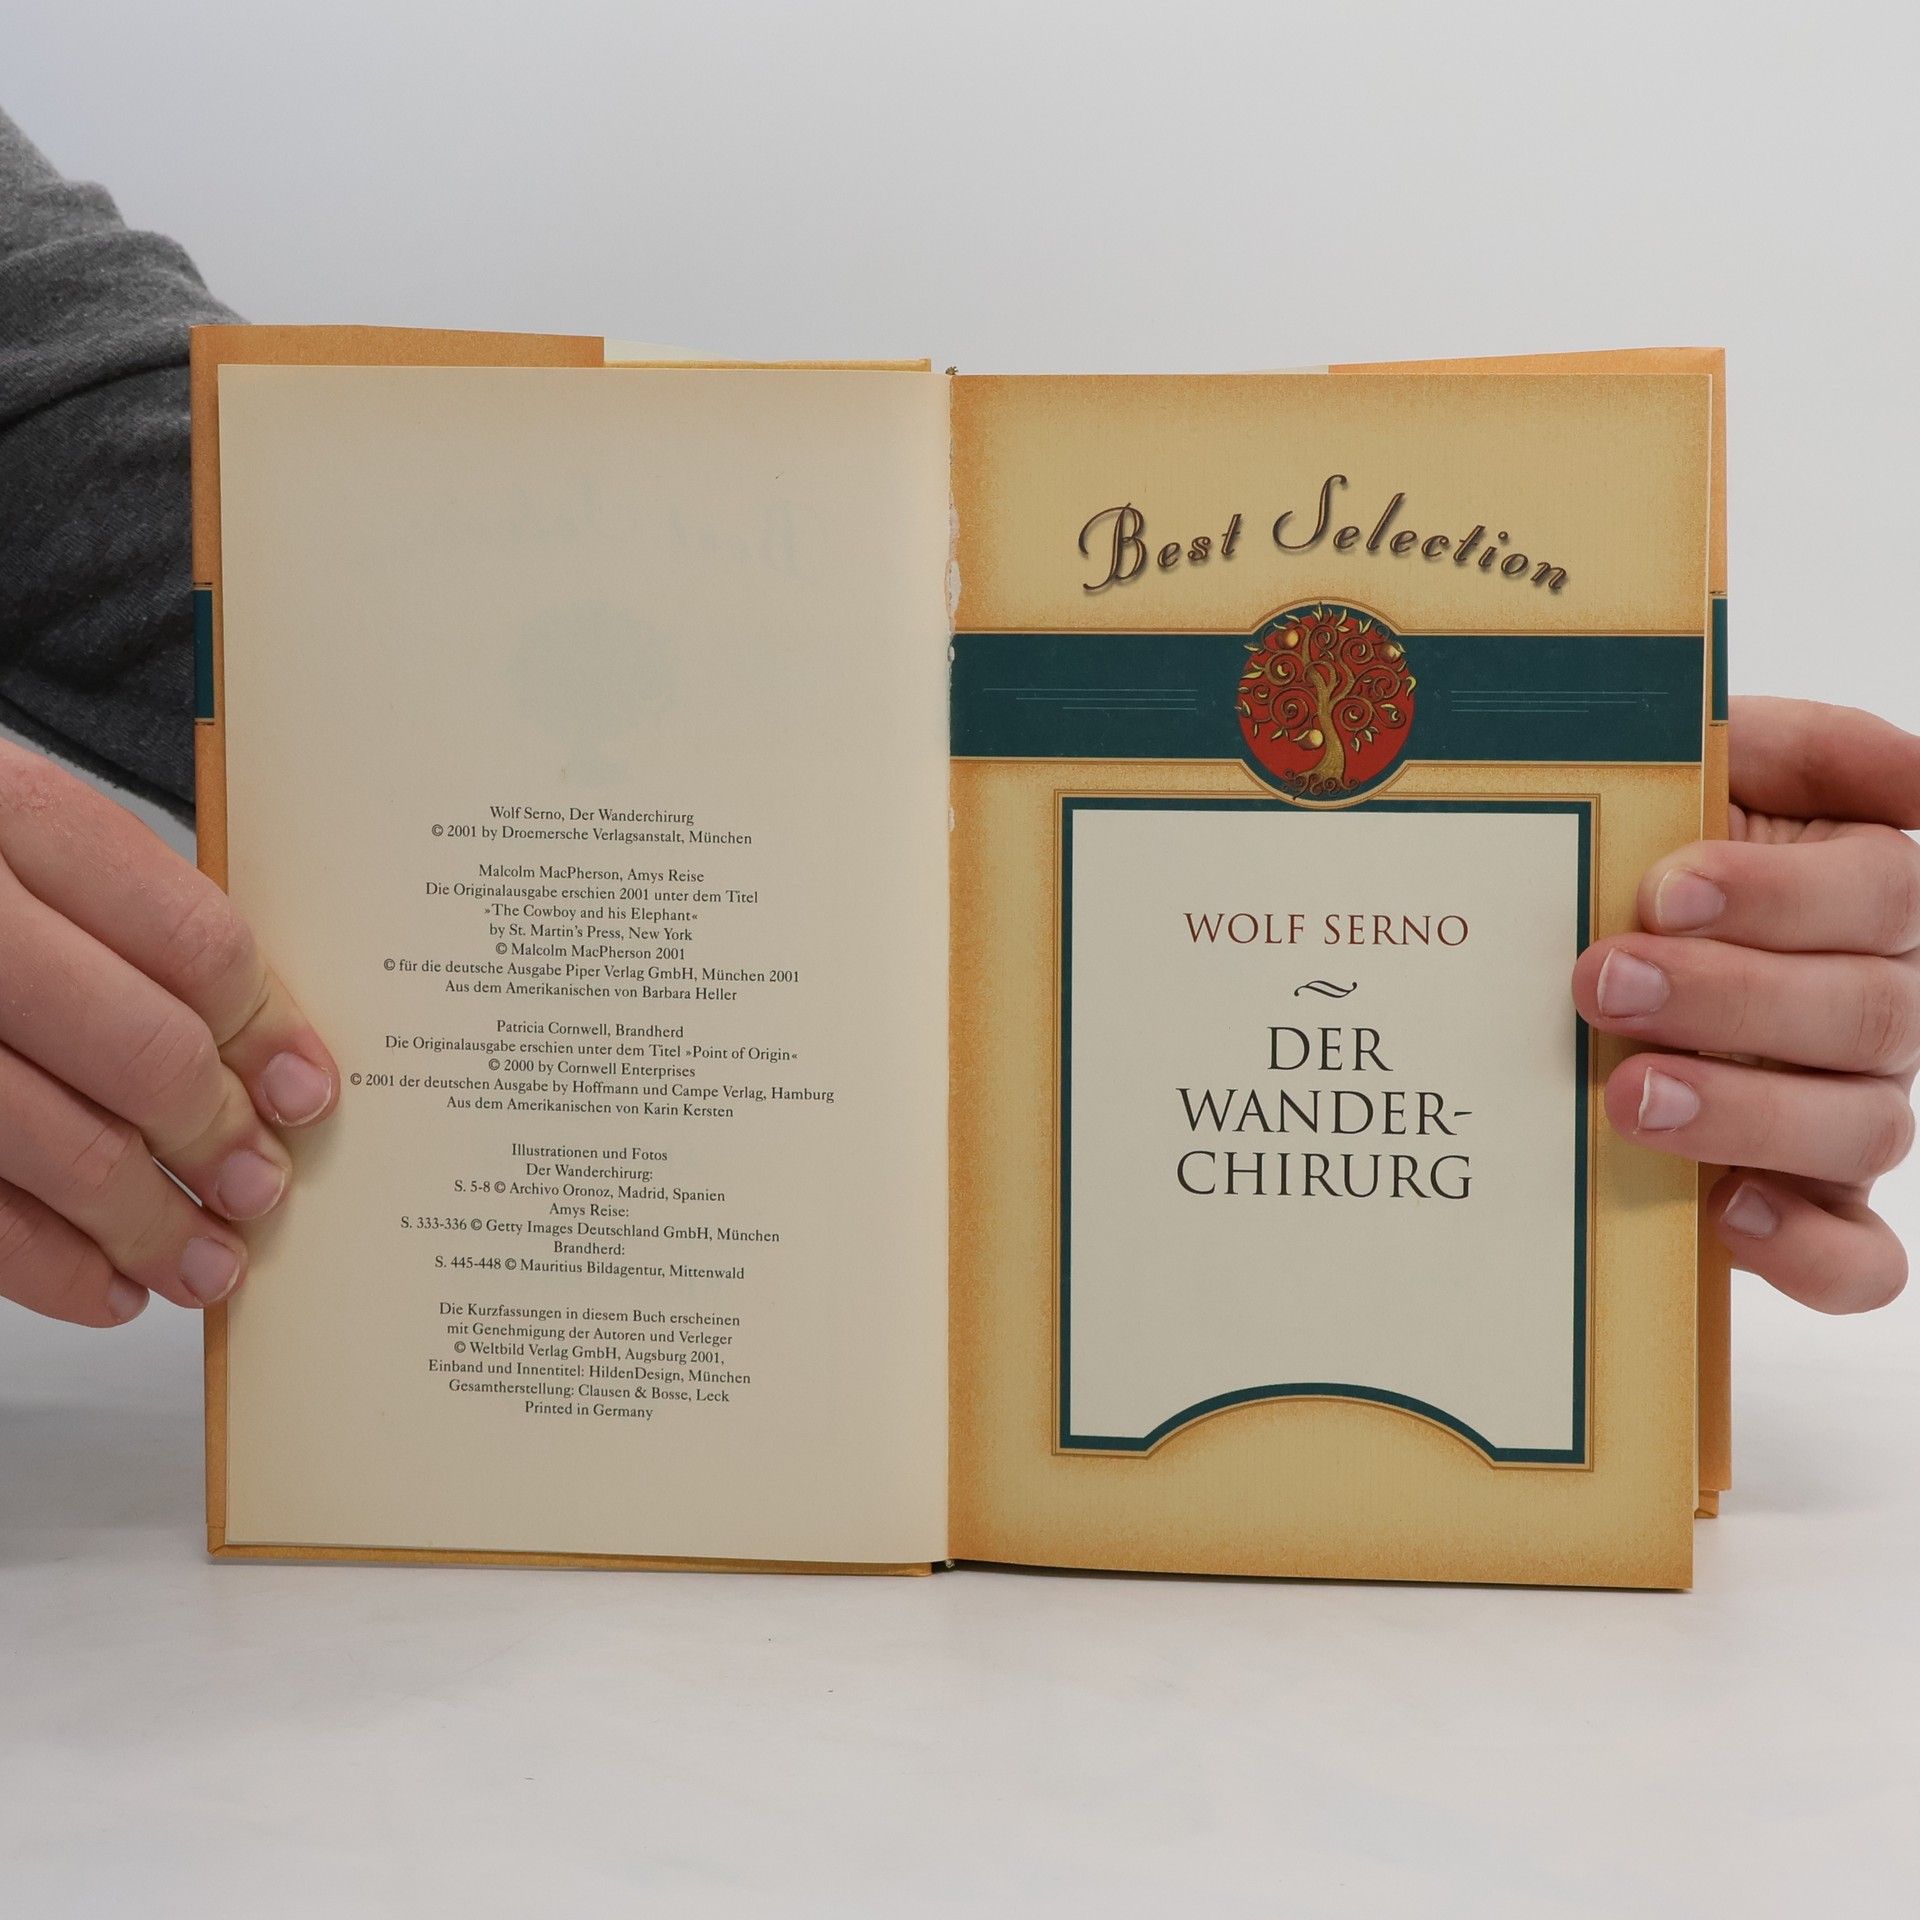 Wolf Serno, Der Wanderchirurg
© 2001 by Droemersche Verlagsanstalt, München
Malcolm MacPherson, Amys Reise
Die Originalausgabe erschien 2001 unter dem Titel
»The Cowboy and his Elephant«
by St. Martin's Press, New York
© Malcolm MacPherson 2001
© für die deutsche Ausgabe Piper Verlag GmbH, München 2001
Aus dem Amerikanischen von Barbara Heller
Patricia Cornwell, Brandherd
Die Originalausgabe erschien unter dem Titel »Point of Origin«
© 2000 by Cornwell Enterprises
© 2001 der deutschen Ausgabe by Hoffmann und Campe Verlag, Hamburg
Aus dem Amerikanischen von Karin Kersten
Illustrationen und Fotos
Der Wanderchirurg:
S. 5-8 © Archivo Oronoz, Madrid, Spanien
Amys Reise:
S. 333-336 © Getty Images Deutschland GmbH, München
Brandherd:
S. 445-448 © Mauritius Bildagentur, Mittenwald
Die Kurzfassungen in diesem Buch erscheinen
mit Genehmigung der Autoren und Verleger
© Weltbild Verlag GmbH, Augsburg 2001,
Einband und Innentitel: HildenDesign, München
Gesamtherstellung: Clausen & Bosse, Leck
Printed in Germany
Best Selection
WOLF SERNO
DER
WANDER-
CHIRURG